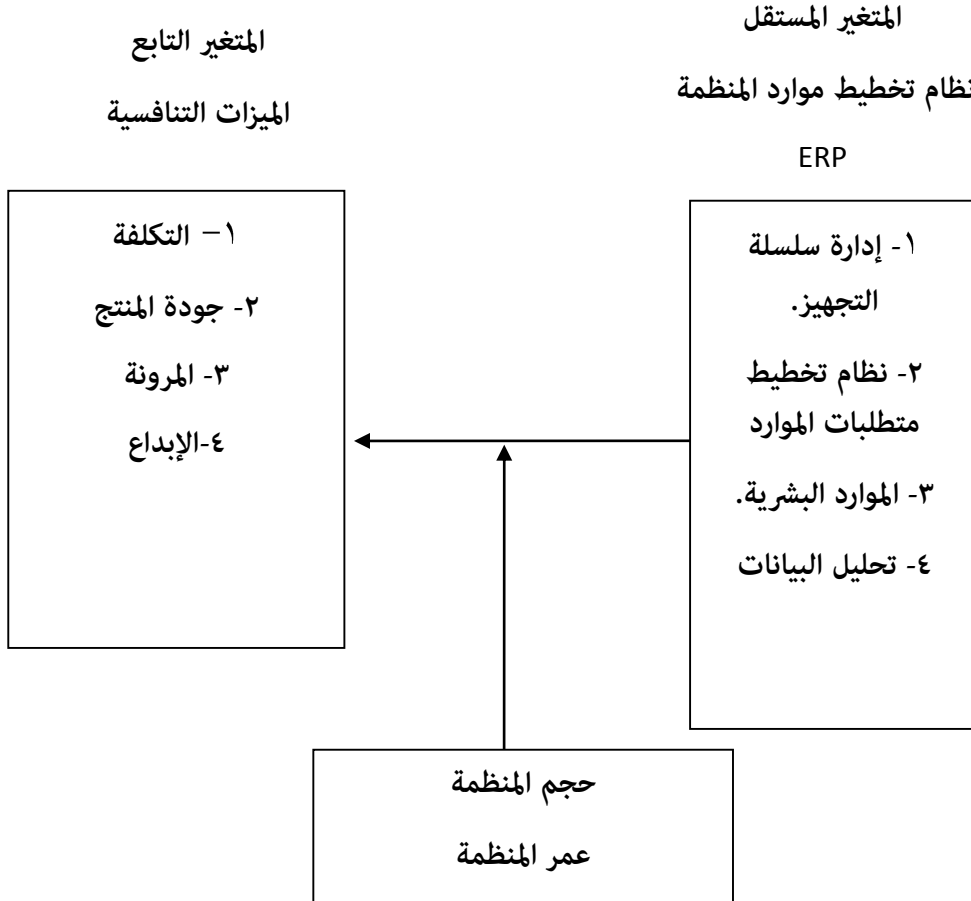 المتغير المستقل
نظام تخطيط موارد المنظمة
ERP
١- إدارة سلسلة
التجهيز.
٢- نظام تخطيط
متطلبات الموارد
٣- الموارد البشرية.
٤- تحليل البيانات
المتغير التابع
الميزات التنافسية
١– التكلفة
٢- جودة المنتج
٣- المرونة
٤-الإبداع
حجم المنظمة
عمر المنظمة